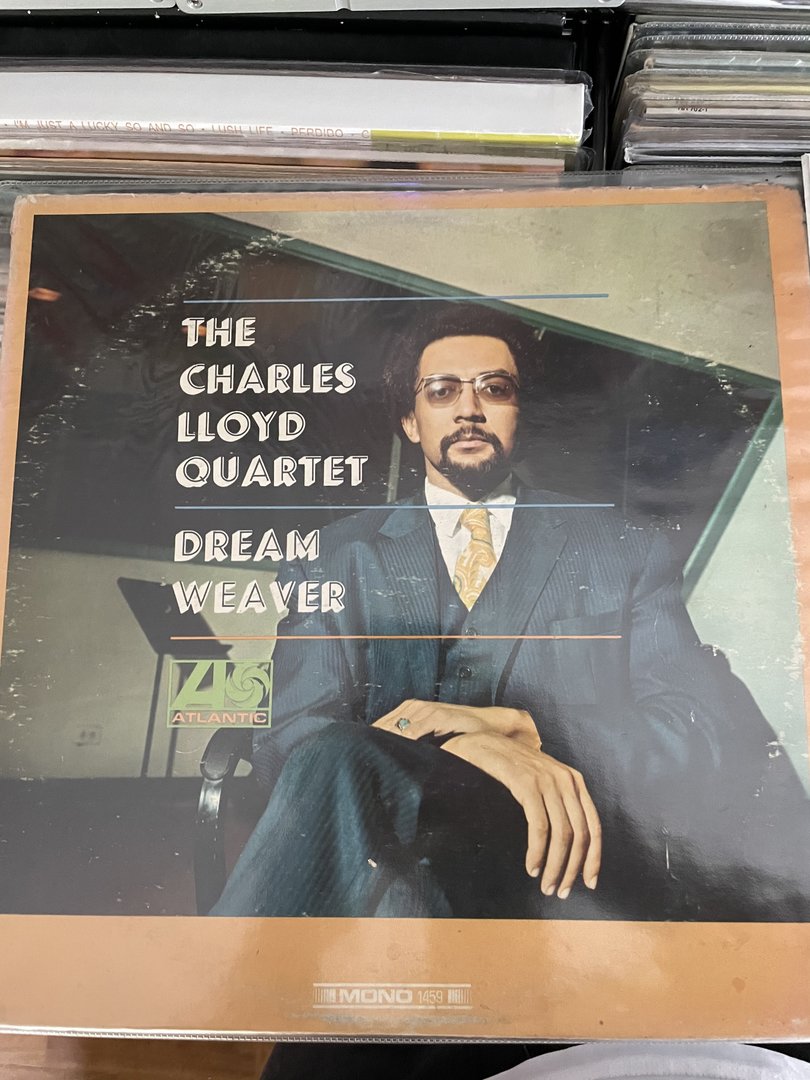 I'M JUST A LUCKY SO AND SO - LUSH LIFE - PERDIDO - C
THE
CHARLES
LLOYD
QUARTET
DREAM
WEAVER
ATLANTIC
MONO 1459